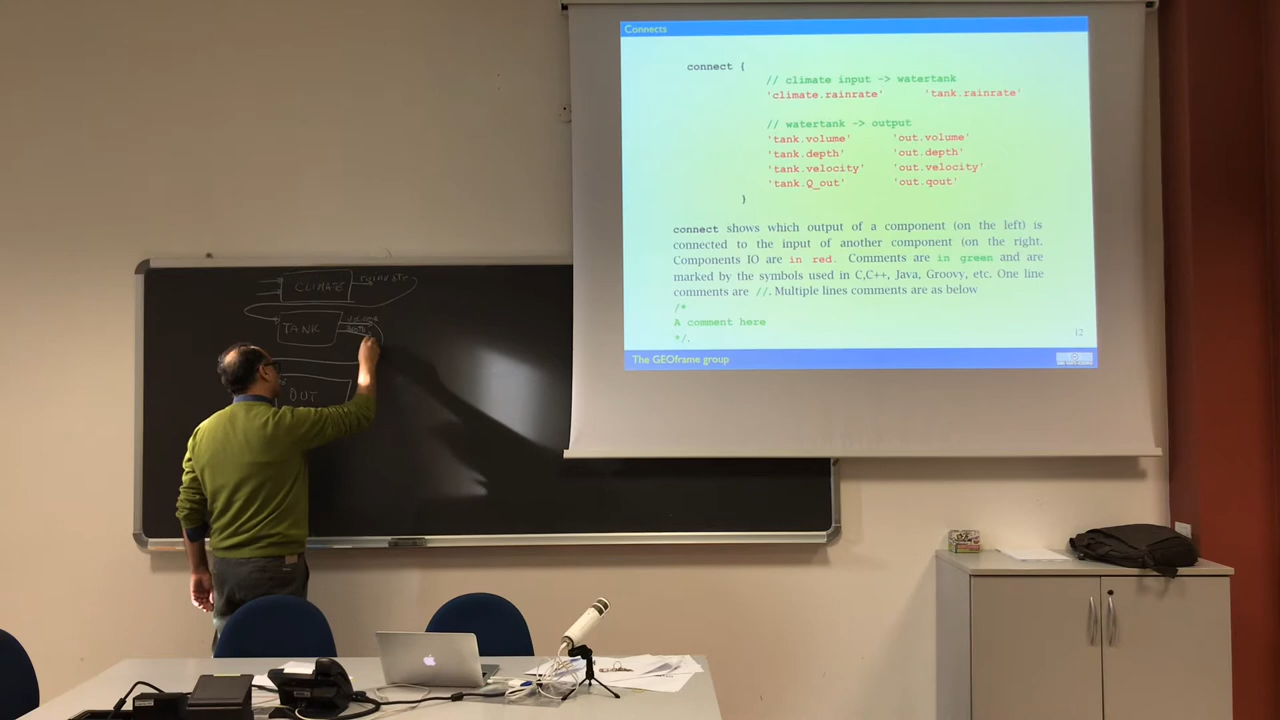 Connects
connect {
// climate input -> watertank
'climate.rainrate' 'tank.rainrate'
// watertank -> output
'tank.volume' 'out.volume'
'tank.depth' 'out.depth'
'tank.velocity' 'out.velocity'
'tank.Q_out' 'out.qout'
}
connect shows which output of a component (on the left) is
connected to the input of another component (on the right.
Components IO are in red. Comments are in green and are
marked by the symbols used in C,C++, Java, Groovy, etc. One line
comments are //. Multiple lines comments are as below
/*
A comment here
*/.
12
The GEOframe group
CLIMATE
TANK
OUT